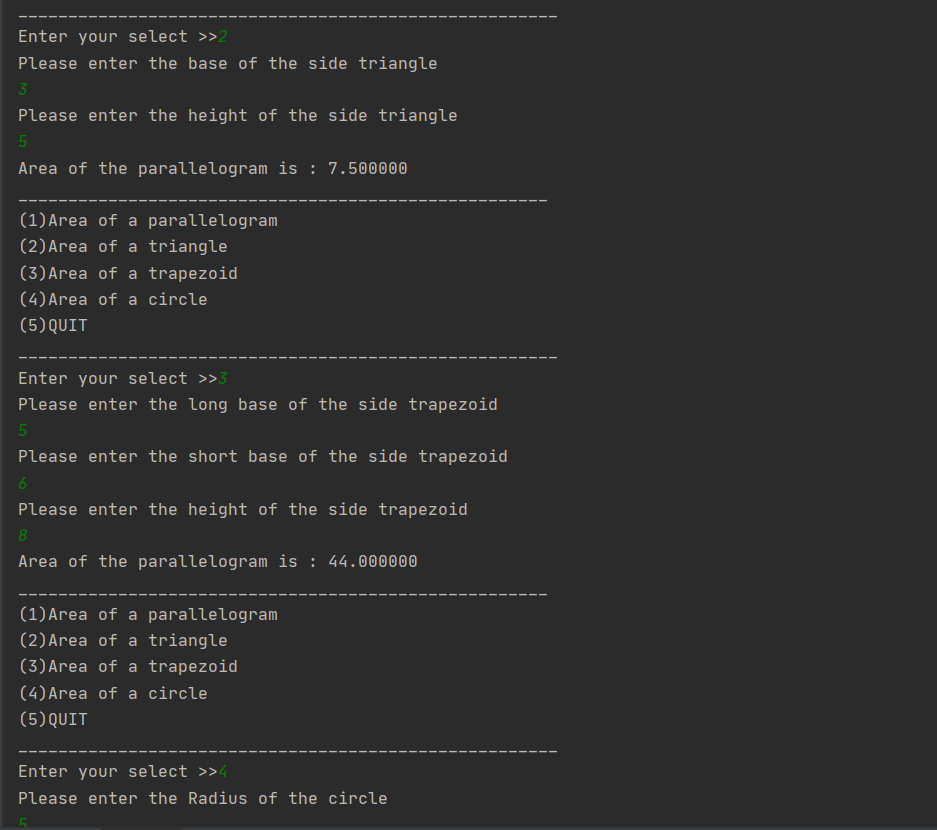 _____________________________________________________
Enter your select >>2
Please enter the base of the side triangle
3
Please enter the height of the side triangle
5
Area of the parallelogram is : 7.500000
____________________________________________________
(1)Area of a parallelogram
(2)Area of a triangle
(3)Area of a trapezoid
(4)Area of a circle
(5)QUIT
_____________________________________________________
Enter your select >>3
Please enter the long base of the side trapezoid
5
Please enter the short base of the side trapezoid
6
Please enter the height of the side trapezoid
8
Area of the parallelogram is : 44.000000
____________________________________________________
(1)Area of a parallelogram
(2)Area of a triangle
(3)Area of a trapezoid
(4)Area of a circle
(5)QUIT
_____________________________________________________
Enter your select >>4
Please enter the Radius of the circle
5